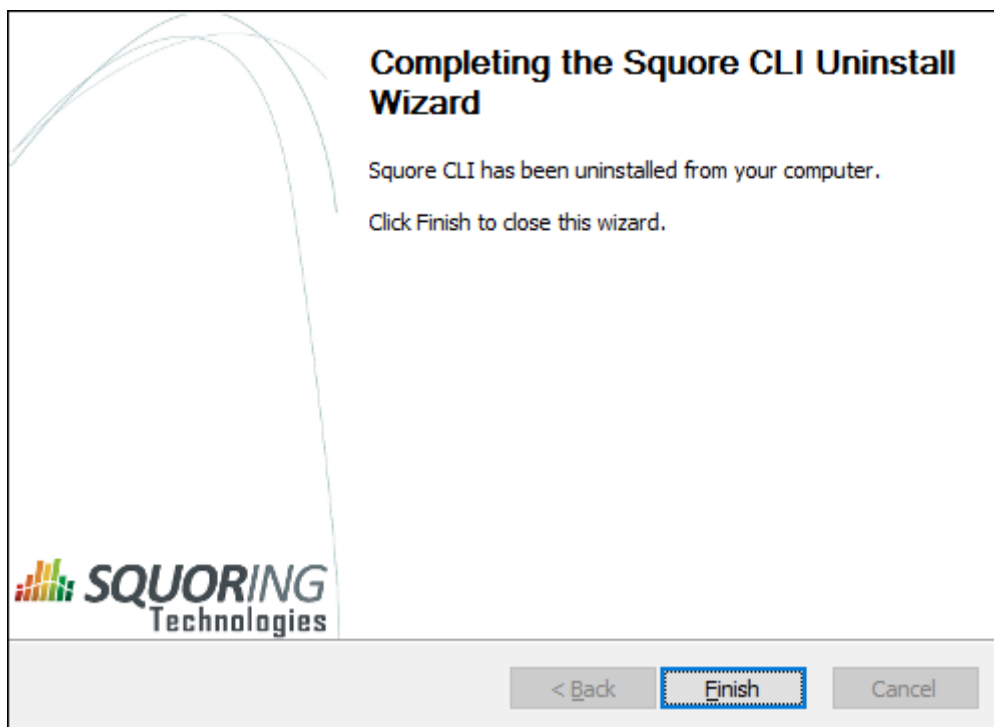 Completing the Squore CLI Uninstall
Wizard
Squore CLI has been uninstalled from your computer.
Click Finish to close this wizard.
SQUORING
Technologies
< Back Finish Cancel